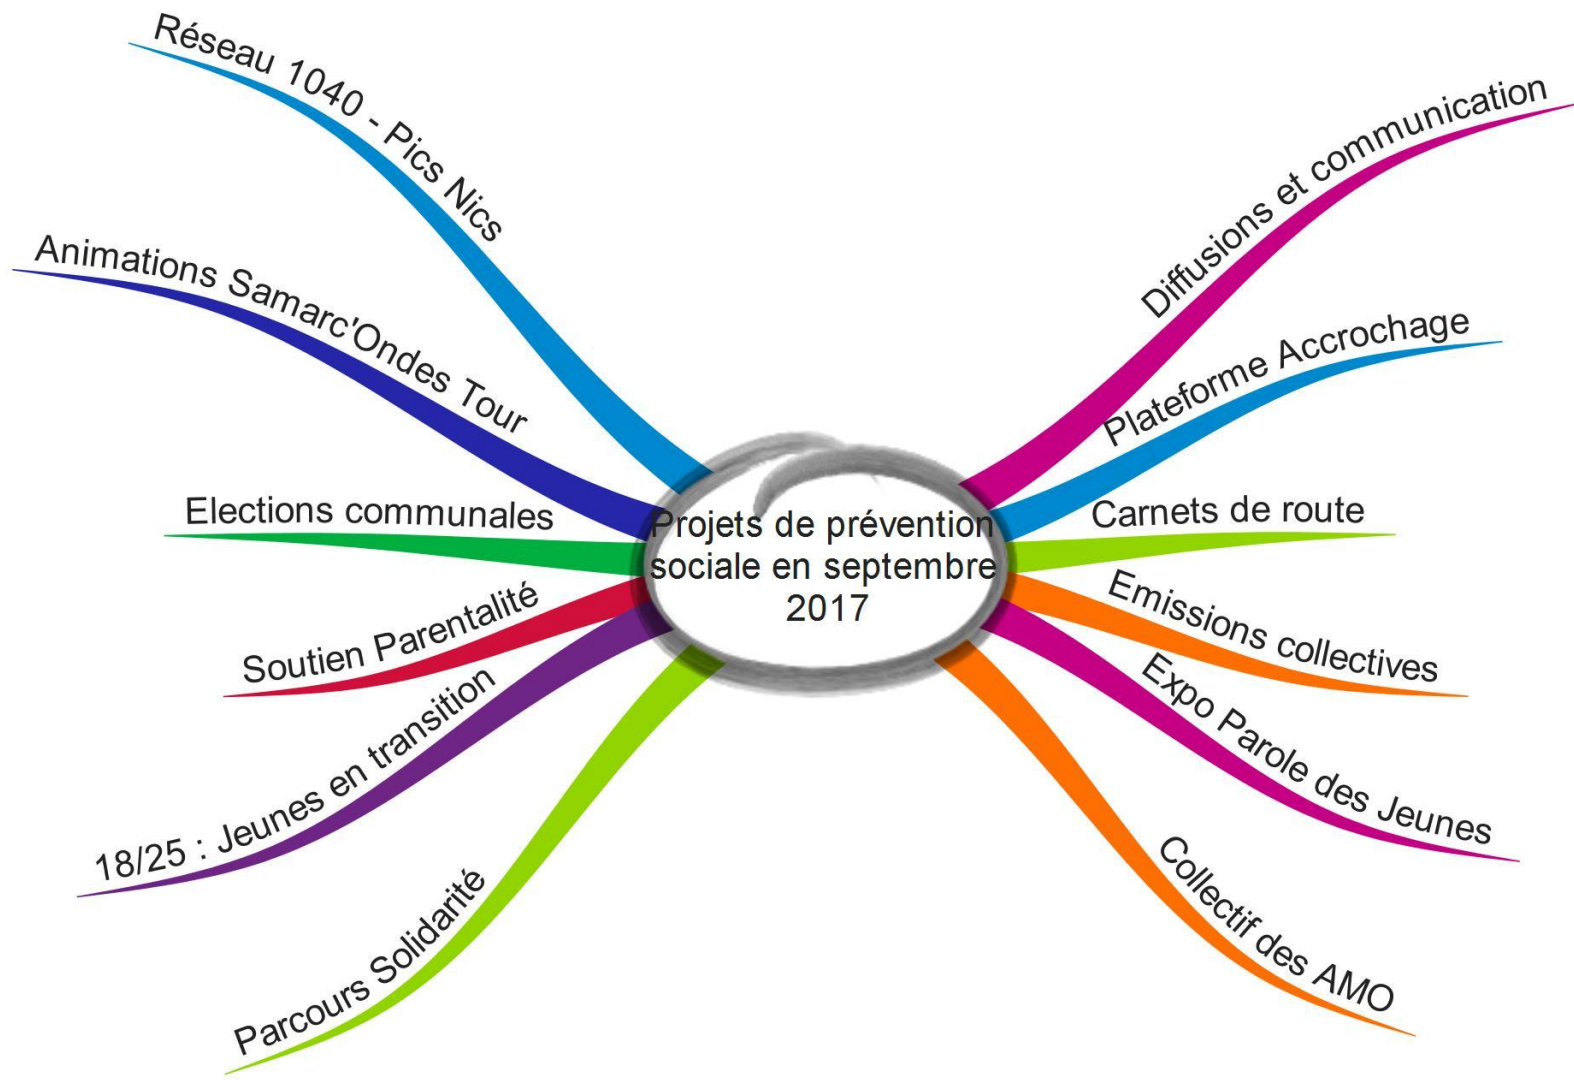 Projets de prévention
sociale en septembre
2017
Diffusions et communication
Plateforme Accrochage
Carnets de route
Emissions collectives
Expo Parole des Jeunes
Collectif des AMO
Réseau 1040 - Pics Nics
Animations Samarc'Ondes Tour
Elections communales
Soutien Parentalité
18/25 : Jeunes en transition
Parcours Solidarité